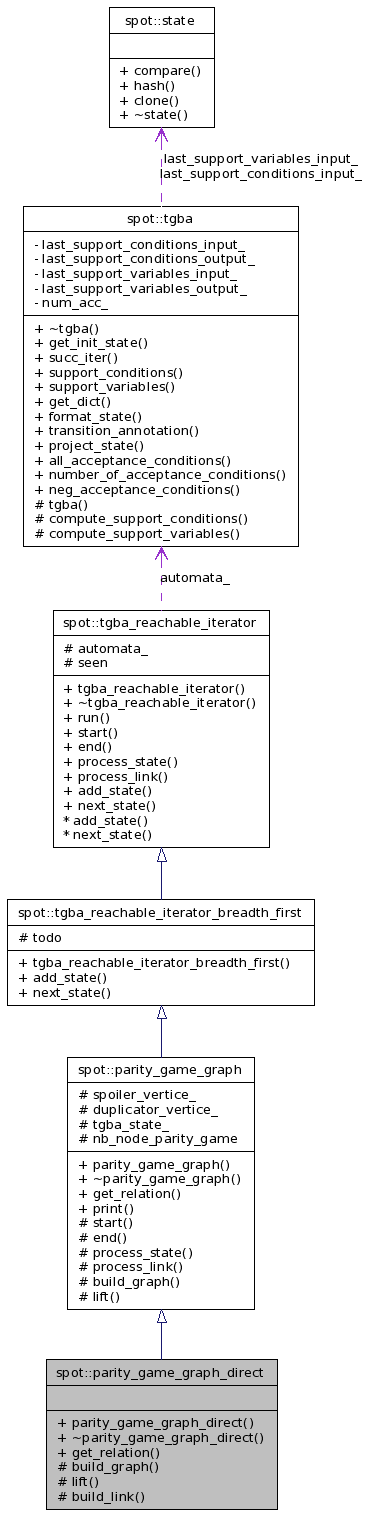 spot::state
+ compare()
+ hash()
+ clone()
+ ~state()
last_support_variables_input_
last_support_conditions_input_
spot::tgba
- last_support_conditions_input_
- last_support_conditions_output_
- last_support_variables_input_
- last_support_variables_output_
- num_acc_
+ ~tgba()
+ get_init_state()
+ succ_iter()
+ support_conditions()
+ support_variables()
+ get_dict()
+ format_state()
+ transition_annotation()
+ project_state()
+ all_acceptance_conditions()
+ number_of_acceptance_conditions()
+ neg_acceptance_conditions()
# tgba()
# compute_support_conditions()
# compute_support_variables()
automata_
spot::tgba_reachable_iterator
# automata_
# seen
+ tgba_reachable_iterator()
+ ~tgba_reachable_iterator()
+ run()
+ start()
+ end()
+ process_state()
+ process_link()
+ add_state()
+ next_state()
* add_state()
* next_state()
spot::tgba_reachable_iterator_breadth_first
# todo
+ tgba_reachable_iterator_breadth_first()
+ add_state()
+ next_state()
spot::parity_game_graph
# spoiler_vertice_
# duplicator_vertice_
# tgba_state_
# nb_node_parity_game
+ parity_game_graph()
+ ~parity_game_graph()
+ get_relation()
+ print()
# start()
# end()
# process_state()
# process_link()
# build_graph()
# lift()
spot::parity_game_graph_direct
+ parity_game_graph_direct()
+ ~parity_game_graph_direct()
+ get_relation()
# build_graph()
# lift()
# build_link()